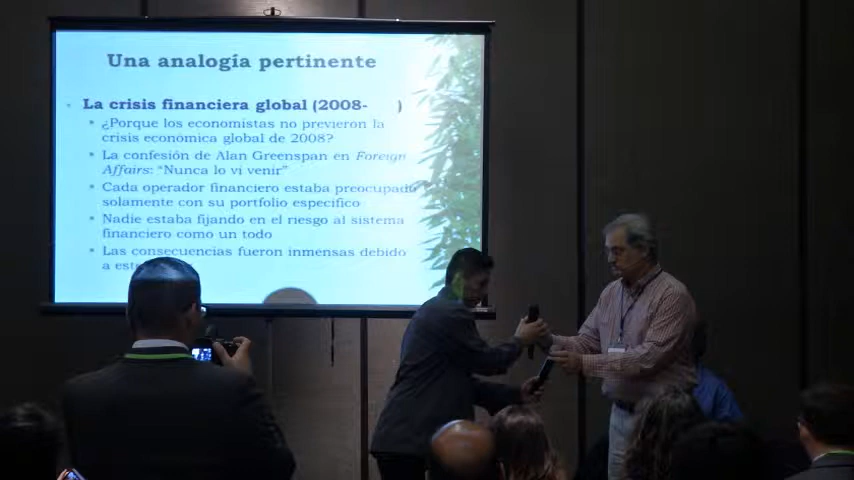 Una analogía pertinente
La crisis financiera global (2008- )
¿Porque los economistas no previeron la
crisis económica global de 2008?
La confesión de Alan Greenspan en Foreign
Affairs: “Nunca lo vi venir”
Cada operador financiero estaba preocupado
solamente con su portfolio especifico
Nadie estaba fijando en el riesgo al sistema
financiero como un todo
Las consecuencias fueron inmensas debido
a